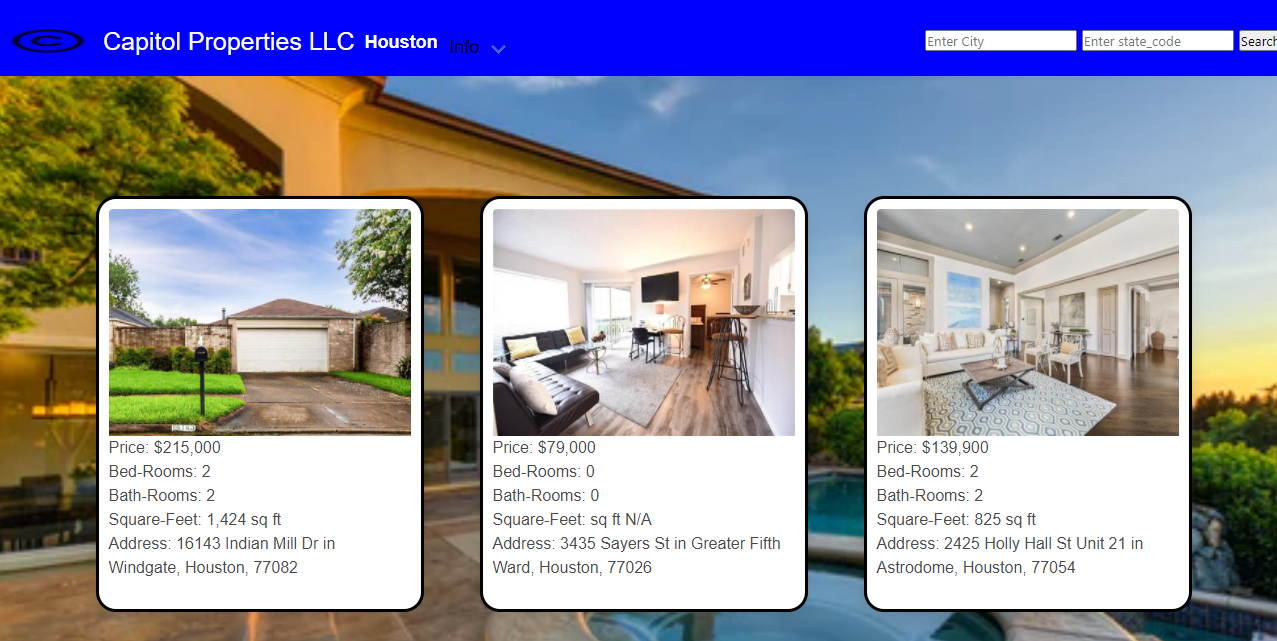 Capitol Properties LLC Houston Info
Enter City Enter state_code Search
Price: $215,000
Bed-Rooms: 2
Bath-Rooms: 2
Square-Feet: 1,424 sq ft
Address: 16143 Indian Mill Dr in
Windgate, Houston, 77082
Price: $79,000
Bed-Rooms: 0
Bath-Rooms: 0
Square-Feet: sq ft N/A
Address: 3435 Sayers St in Greater Fifth
Ward, Houston, 77026
Price: $139,900
Bed-Rooms: 2
Bath-Rooms: 2
Square-Feet: 825 sq ft
Address: 2425 Holly Hall St Unit 21 in
Astrodome, Houston, 77054